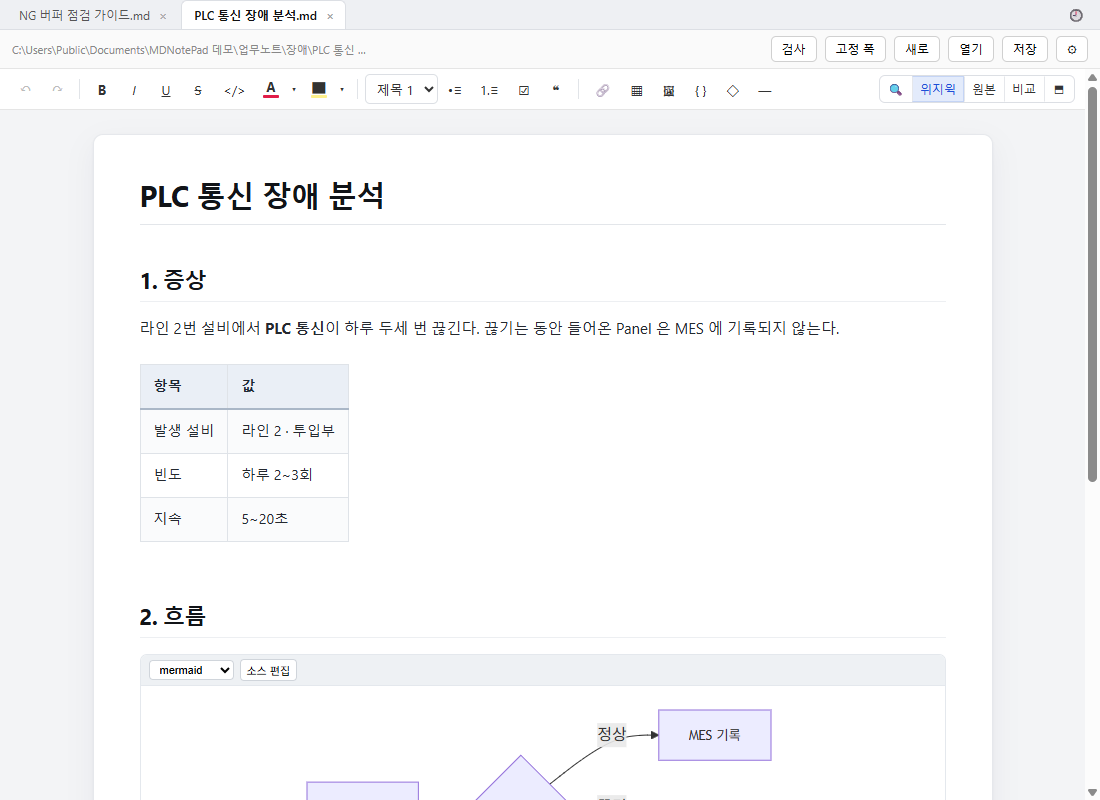 NG 버퍼 점검 가이드.md ×
PLC 통신 장애 분석.md ×
C:\Users\Public\Documents\MDNotePad 데모\업무노트\장애\PLC 통신 ...
검사 고정 폭 새로 열기 저장
B I U S </> A 제목 1 1. { } 위지윅 원본 비교
PLC 통신 장애 분석
1. 증상
라인 2번 설비에서 PLC 통신이 하루 두세 번 끊긴다. 끊기는 동안 들어온 Panel 은 MES 에 기록되지 않는다.
항목 값
발생 설비 라인 2 · 투입부
빈도 하루 2~3회
지속 5~20초
2. 흐름
mermaid 소스 편집
정상
MES 기록